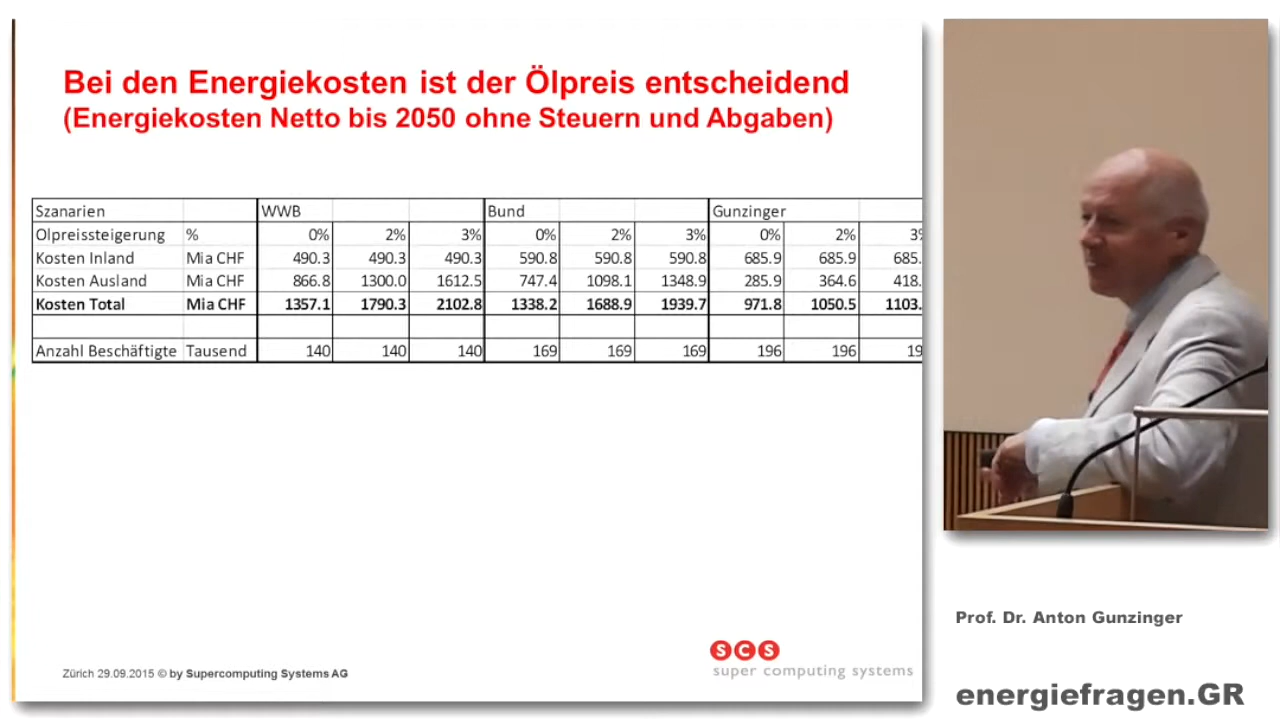 Bei den Energiekosten ist der Ölpreis entscheidend
(Energiekosten Netto bis 2050 ohne Steuern und Abgaben)
Szanarien WWB Bund Gunzinger
Olpreissteigerung % 0% 2% 3% 0% 2% 3% 0% 2% 3%
Kosten Inland Mia CHF 490.3 490.3 490.3 590.8 590.8 590.8 685.9 685.9 685.
Kosten Ausland Mia CHF 866.8 1300.0 1612.5 747.4 1098.1 1348.9 285.9 364.6 418.
Kosten Total Mia CHF 1357.1 1790.3 2102.8 1338.2 1688.9 1939.7 971.8 1050.5 1103.
Anzahl Beschäftigte Tausend 140 140 140 169 169 169 196 196 19
Zürich 29.09.2015 © by Supercomputing Systems AG
scs
super computing systems
Prof. Dr. Anton Gunzinger
energiefragen.GR